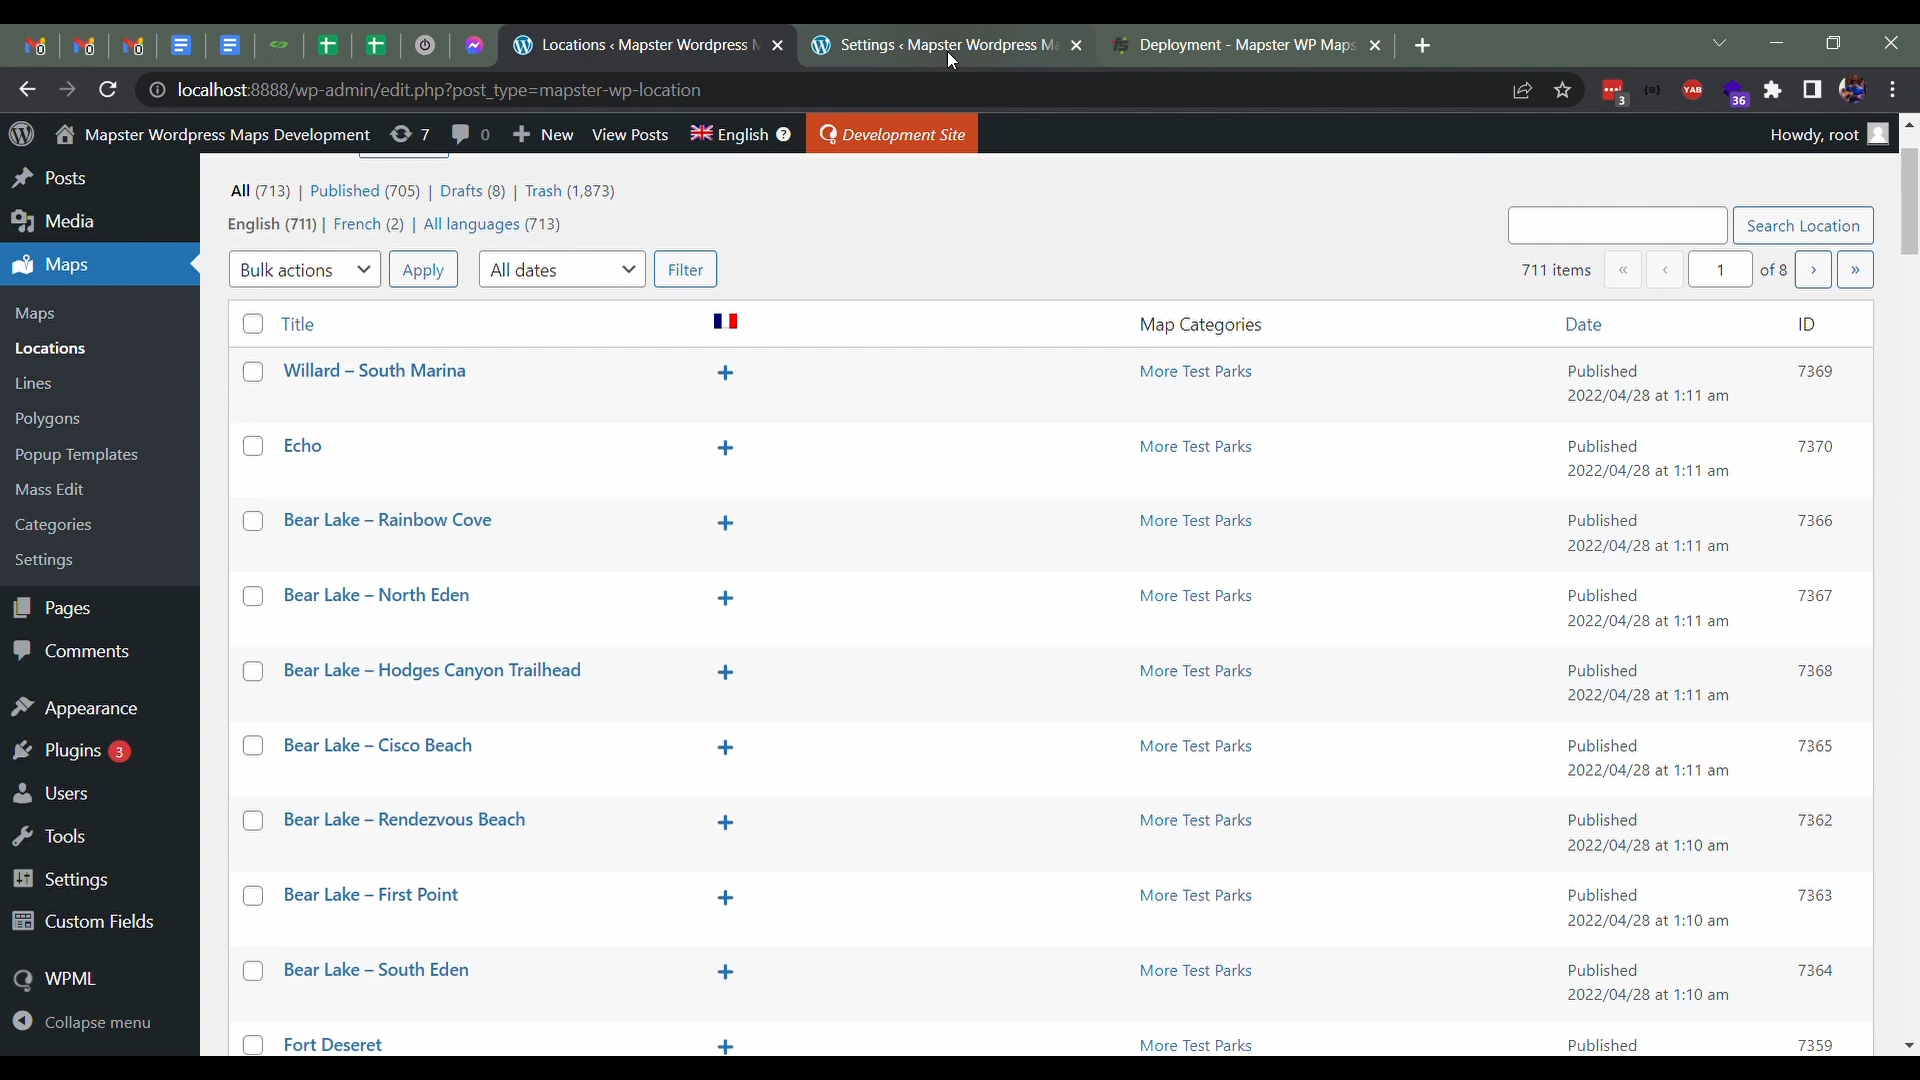 Locations ‹ Mapster Wordpress M
Settings ‹ Mapster Wordpress Ma
Deployment - Mapster WP Maps
localhost:8888/wp-admin/edit.php?post_type=mapster-wp-location
3
YAB
36
Mapster Wordpress Maps Development
7
0
New
View Posts
English
Development Site
Howdy, root
Posts
Media
Maps
Maps
Locations
Lines
Polygons
Popup Templates
Mass Edit
Categories
Settings
Pages
Comments
Appearance
Plugins 3
Users
Tools
Settings
Custom Fields
WPML
Collapse menu
All (713) | Published (705) | Drafts (8) | Trash (1,873)
English (711) | French (2) | All languages (713)
Search Location
Bulk actions Apply All dates Filter
711 items « ‹ 1 of 8 › »
Title Map Categories Date ID
Willard – South Marina + More Test Parks Published 7369
2022/04/28 at 1:11 am
Echo + More Test Parks Published 7370
2022/04/28 at 1:11 am
Bear Lake – Rainbow Cove + More Test Parks Published 7366
2022/04/28 at 1:11 am
Bear Lake – North Eden + More Test Parks Published 7367
2022/04/28 at 1:11 am
Bear Lake – Hodges Canyon Trailhead + More Test Parks Published 7368
2022/04/28 at 1:11 am
Bear Lake – Cisco Beach + More Test Parks Published 7365
2022/04/28 at 1:11 am
Bear Lake – Rendezvous Beach + More Test Parks Published 7362
2022/04/28 at 1:10 am
Bear Lake – First Point + More Test Parks Published 7363
2022/04/28 at 1:10 am
Bear Lake – South Eden + More Test Parks Published 7364
2022/04/28 at 1:10 am
Fort Deseret + More Test Parks Published 7359